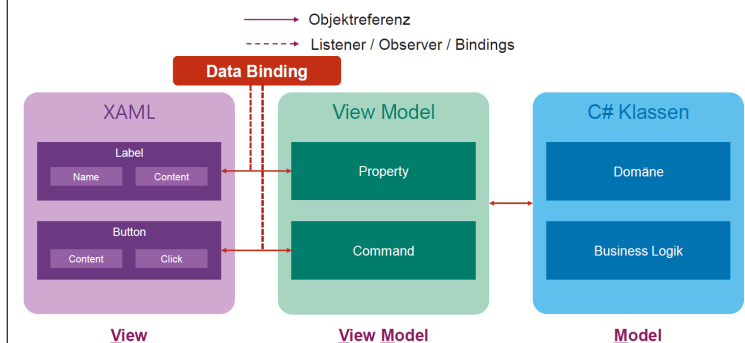 Objektreferenz
Listener / Observer / Bindings
Data Binding
XAML
View Model
C# Klassen
Label
Name
Content
Property
Domäne
Button
Content
Click
Command
Business Logik
View
View Model
Model